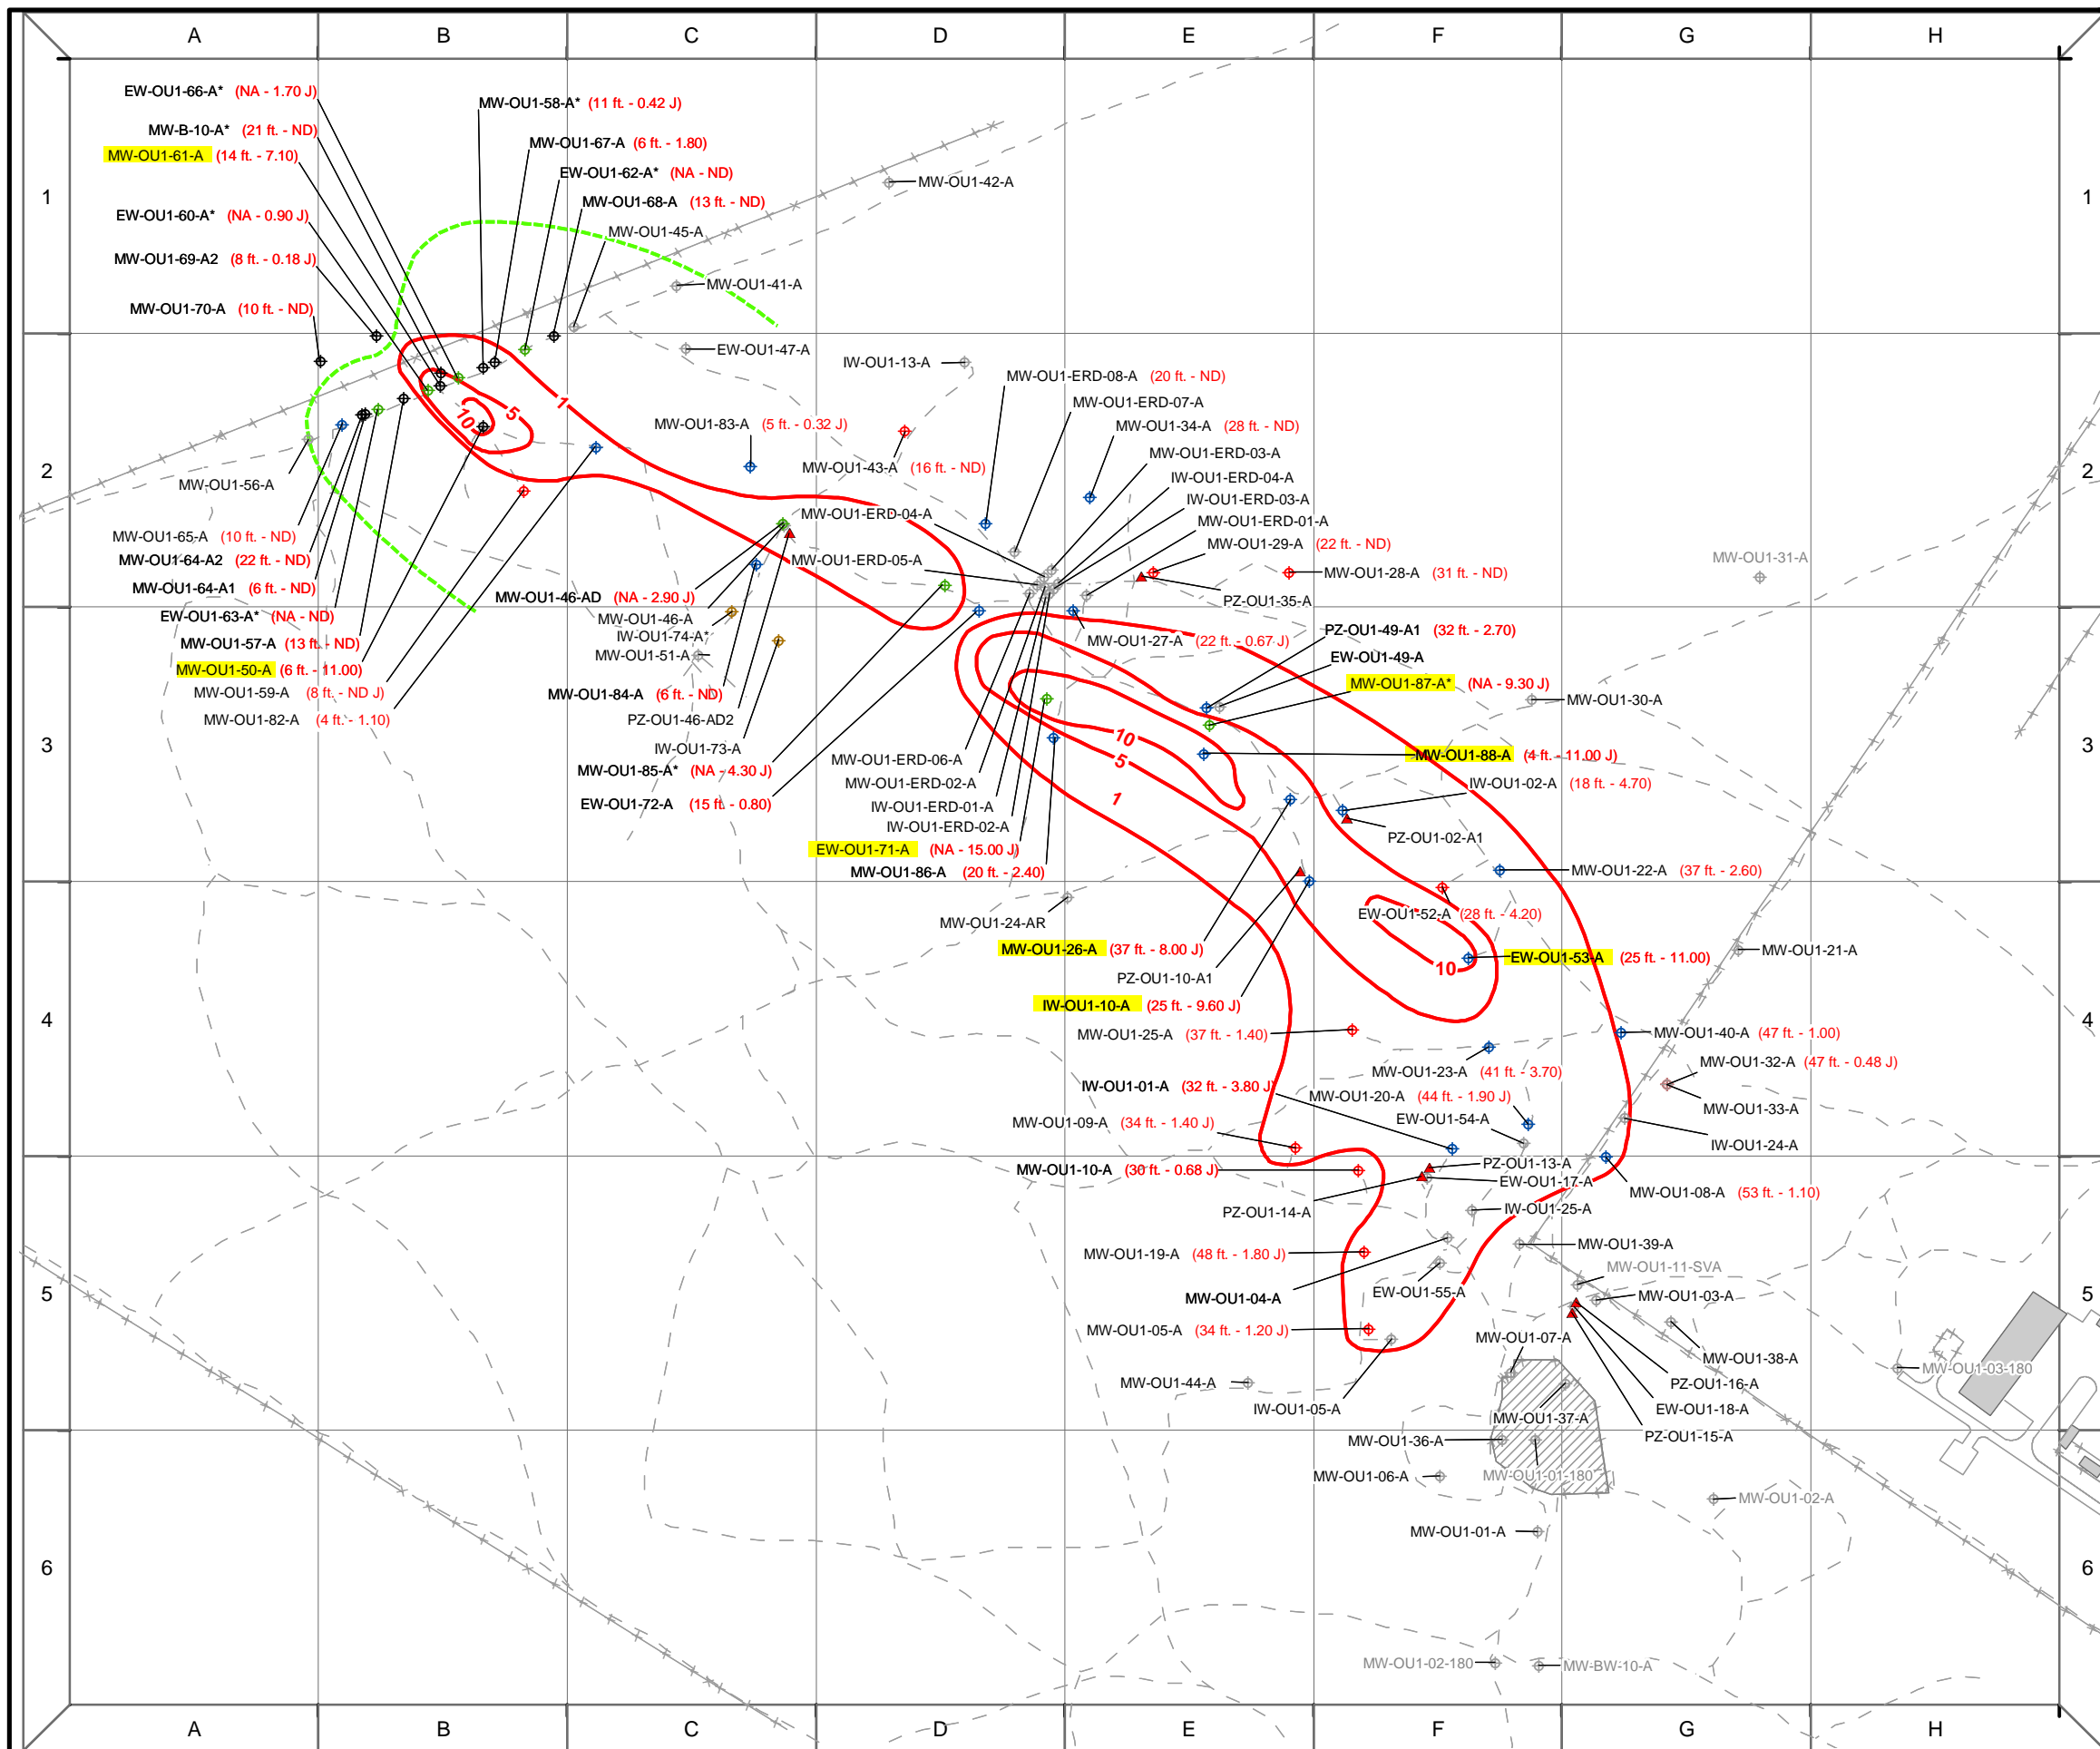 A B C D E F G H
EW-OU1-66-A* (NA - 1.70 J)
MW-OU1-58-A* (11 ft. - 0.42 J)
MW-B-10-A* (21 ft. - ND)
MW-OU1-67-A (6 ft. - 1.80)
MW-OU1-61-A (14 ft. - 7.10)
EW-OU1-62-A* (NA - ND)
MW-OU1-42-A
1 1
MW-OU1-68-A (13 ft. - ND)
EW-OU1-60-A* (NA - 0.90 J)
MW-OU1-45-A
MW-OU1-69-A2 (8 ft. - 0.18 J)
MW-OU1-41-A
MW-OU1-70-A (10 ft. - ND)
EW-OU1-47-A
IW-OU1-13-A
MW-OU1-ERD-08-A (20 ft. - ND)
1
MW-OU1-ERD-07-A
10 5
MW-OU1-83-A (5 ft. - 0.32 J)
MW-OU1-34-A (28 ft. - ND)
MW-OU1-ERD-03-A
MW-OU1-43-A (16 ft. - ND)
2 2
IW-OU1-ERD-04-A
MW-OU1-56-A
IW-OU1-ERD-03-A
MW-OU1-ERD-04-A
MW-OU1-ERD-01-A
MW-OU1-65-A (10 ft. - ND)
MW-OU1-29-A (22 ft. - ND)
MW-OU1-64-A2 (22 ft. - ND)
MW-OU1-ERD-05-A
MW-OU1-31-A
MW-OU1-28-A (31 ft. - ND)
MW-OU1-64-A1 (6 ft. - ND)
MW-OU1-46-AD (NA - 2.90 J)
PZ-OU1-35-A
EW-OU1-63-A* (NA - ND)
MW-OU1-46-A
PZ-OU1-49-A1 (32 ft. - 2.70)
IW-OU1-74-A*
MW-OU1-27-A (22 ft. - 0.67 J)
MW-OU1-57-A (13 ft. - ND)
MW-OU1-51-A
EW-OU1-49-A
MW-OU1-50-A (6 ft. - 11.00)
MW-OU1-87-A* (NA - 9.30 J)
MW-OU1-59-A (8 ft. - ND J)
MW-OU1-84-A (6 ft. - ND)
MW-OU1-30-A
MW-OU1-82-A (4 ft. - 1.10)
PZ-OU1-46-AD2
10
3 3
IW-OU1-73-A
MW-OU1-88-A (4 ft. - 11.00 J)
MW-OU1-ERD-06-A
5
MW-OU1-85-A* (NA - 4.30 J)
MW-OU1-ERD-02-A
IW-OU1-02-A (18 ft. - 4.70)
EW-OU1-72-A (15 ft. - 0.80)
IW-OU1-ERD-01-A
1
IW-OU1-ERD-02-A
PZ-OU1-02-A1
EW-OU1-71-A (NA - 15.00 J)
MW-OU1-86-A (20 ft. - 2.40)
MW-OU1-22-A (37 ft. - 2.60)
MW-OU1-24-AR
EW-OU1-52-A (28 ft. - 4.20)
MW-OU1-26-A (37 ft. - 8.00 J)
MW-OU1-21-A
EW-OU1-53-A (25 ft. - 11.00)
10
PZ-OU1-10-A1
IW-OU1-10-A (25 ft. - 9.60 J)
4 4
MW-OU1-25-A (37 ft. - 1.40)
MW-OU1-40-A (47 ft. - 1.00)
MW-OU1-32-A (47 ft. - 0.48 J)
MW-OU1-23-A (41 ft. - 3.70)
IW-OU1-01-A (32 ft. - 3.80 J)
MW-OU1-20-A (44 ft. - 1.90 J)
MW-OU1-33-A
MW-OU1-09-A (34 ft. - 1.40 J)
EW-OU1-54-A
IW-OU1-24-A
PZ-OU1-13-A
MW-OU1-10-A (30 ft. - 0.68 J)
EW-OU1-17-A
MW-OU1-08-A (53 ft. - 1.10)
PZ-OU1-14-A
IW-OU1-25-A
MW-OU1-39-A
MW-OU1-19-A (48 ft. - 1.80 J)
MW-OU1-11-SVA
5 5
MW-OU1-04-A
EW-OU1-55-A
MW-OU1-03-A
MW-OU1-05-A (34 ft. - 1.20 J)
MW-OU1-07-A
MW-OU1-38-A
MW-OU1-03-180
MW-OU1-44-A
PZ-OU1-16-A
IW-OU1-05-A
EW-OU1-18-A
MW-OU1-37-A
PZ-OU1-15-A
MW-OU1-36-A
MW-OU1-06-A
MW-OU1-01-180
MW-OU1-02-A
MW-OU1-01-A
6 6
MW-OU1-02-180
MW-BW-10-A
A B C D E F G H